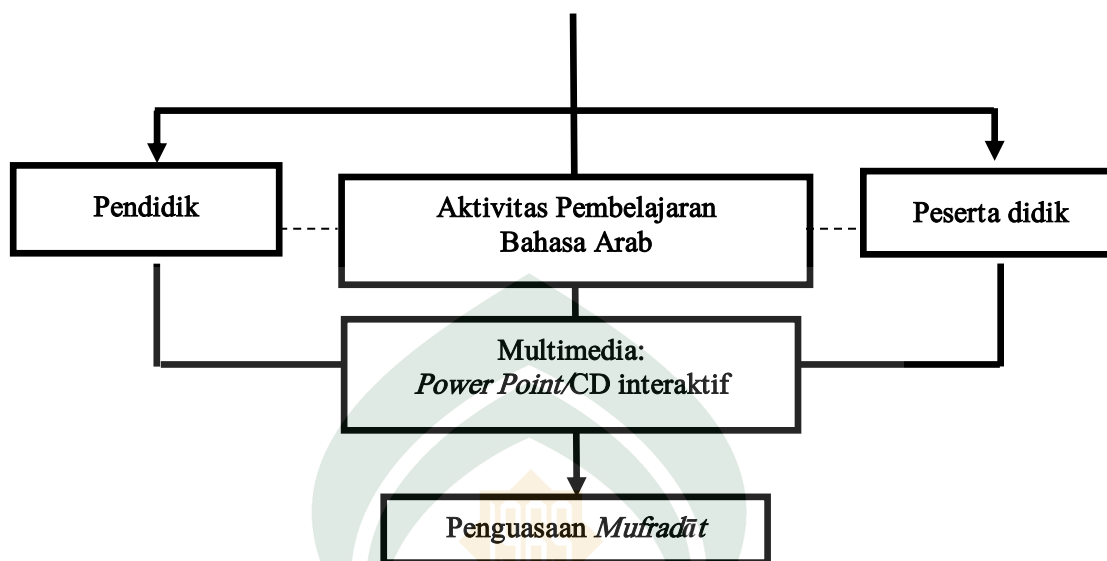 Pendidik
Aktivitas Pembelajaran
Bahasa Arab
Peserta didik
Multimedia:
Power Point/CD interaktif
Penguasaan Mufradāt